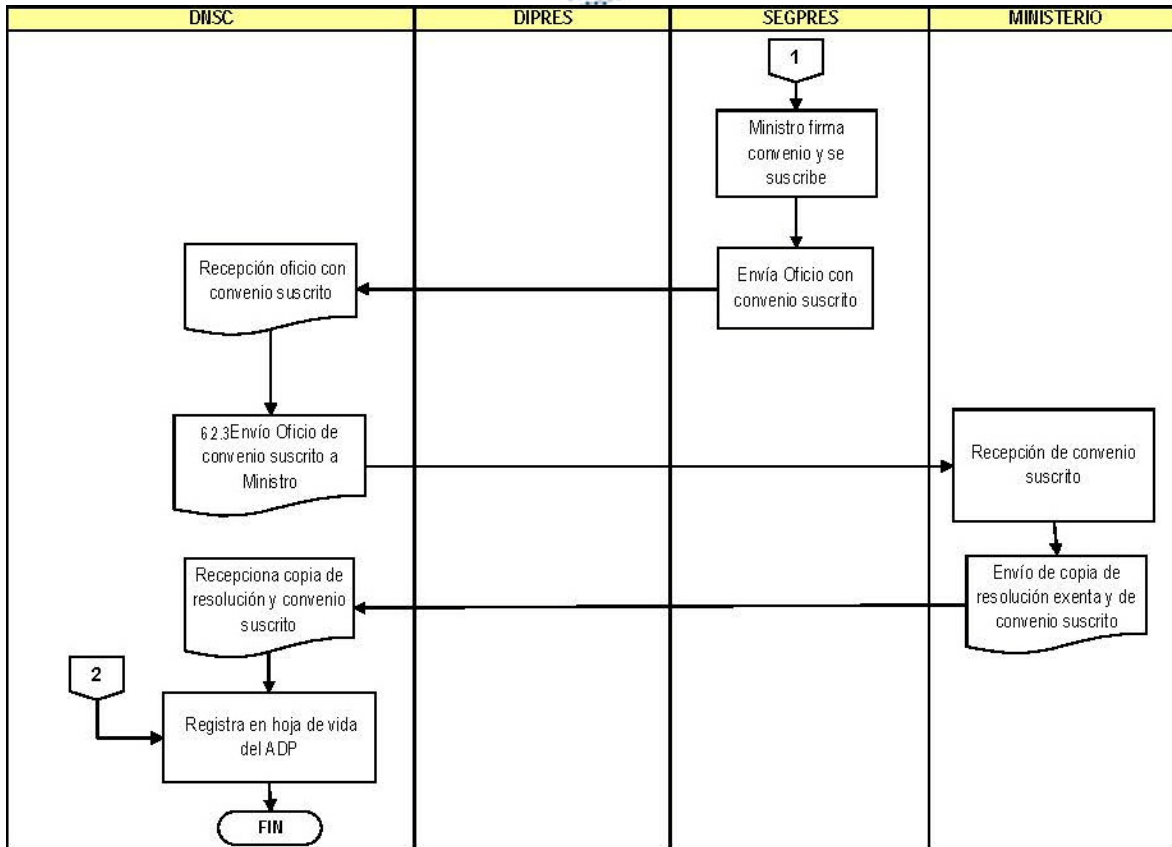 DNSC
DIPRES
SEGPRES
MINISTERIO
1
Ministro firma
convenio y se
suscribe
Envía Oficio con
convenio suscrito
Recepción oficio con
convenio suscrito
6.2.3Envío Oficio de
convenio suscrito a
Ministro
Recepción de convenio
suscrito
Envío de copia de
resolución exenta y de
convenio suscrito
Recepciona copia de
resolución y convenio
suscrito
2
Registra en hoja de vida
del ADP
FIN